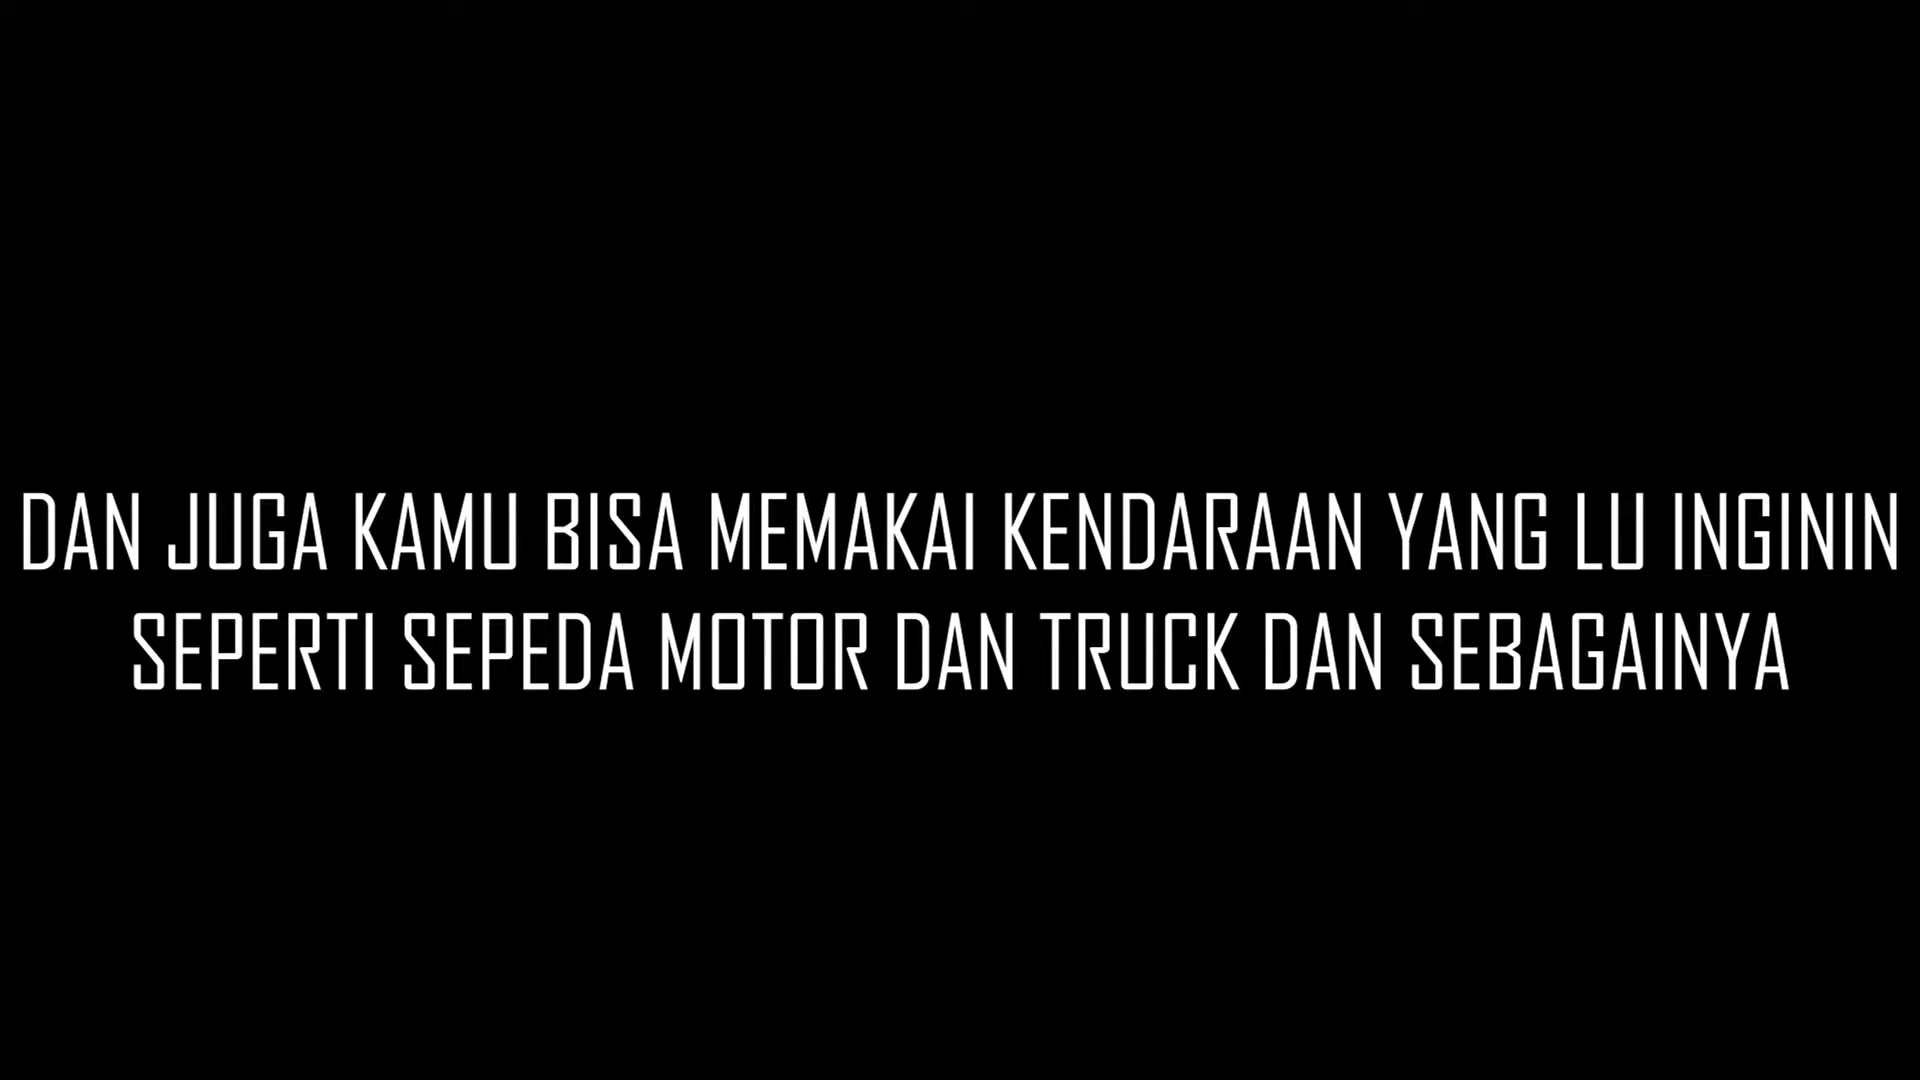 DAN JUGA KAMU BISA MEMAKAI KENDARAAN YANG LU INGININ
SEPERTI SEPEDA MOTOR DAN TRUCK DAN SEBAGAINYA